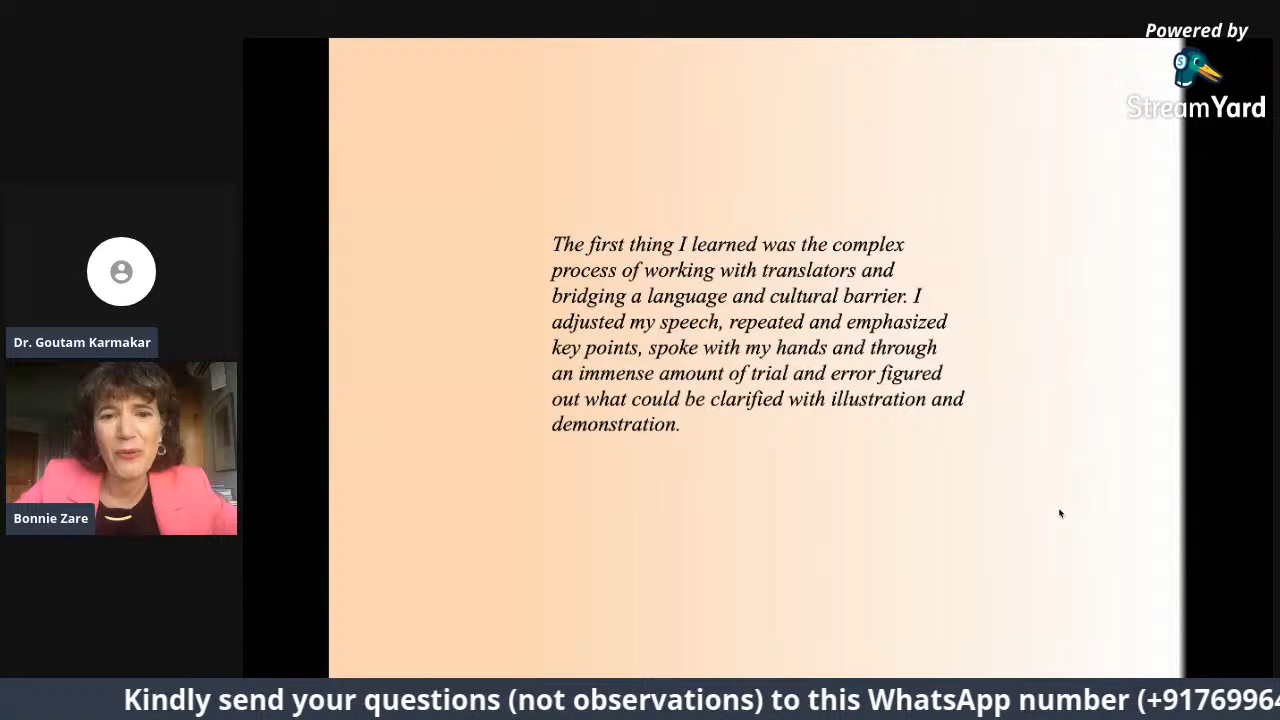 Powered by
StreamYard
The first thing I learned was the complex
process of working with translators and
bridging a language and cultural barrier. I
adjusted my speech, repeated and emphasized
key points, spoke with my hands and through
an immense amount of trial and error figured
out what could be clarified with illustration and
demonstration.
Dr. Goutam Karmakar
Bonnie Zare
Kindly send your questions (not observations) to this WhatsApp number (+9176996